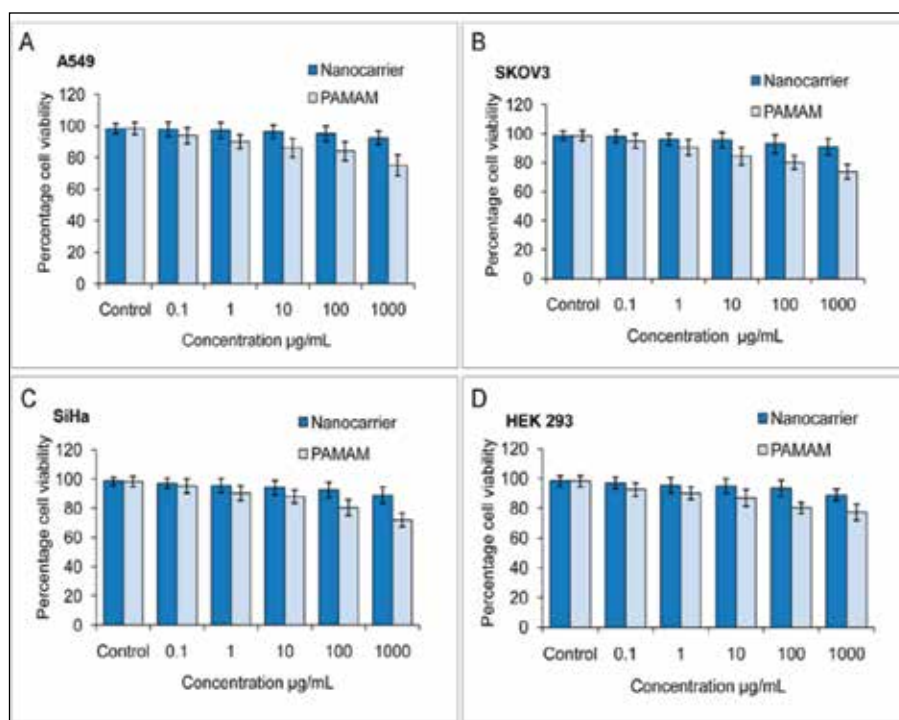 A
A549
Nanocarrier
PAMAM
Percentage cell viability
120
100
80
60
40
20
0
Control 0.1 1 10 100 1000
Concentration µg/mL
B
SKOV3
Nanocarrier
PAMAM
Percentage cell viability
120
100
80
60
40
20
0
Control 0.1 1 10 100 1000
Concentration µg/mL
C
SiHa
Nanocarrier
PAMAM
Percentage cell viability
120
100
80
60
40
20
0
Control 0.1 1 10 100 1000
Concentration µg/mL
D
HEK 293
Nanocarrier
PAMAM
Percentage cell viability
120
100
80
60
40
20
0
Control 0.1 1 10 100 1000
Concentration µg/mL